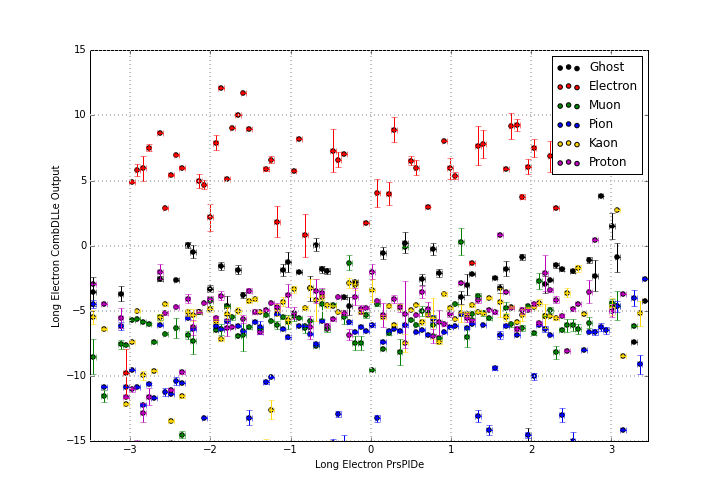 15
10
5
0
−5
−10
−15
−3
−2
−1
0
1
2
3
Long Electron PrsPIDe
Long Electron CombDLLe Output
Ghost
Electron
Muon
Pion
Kaon
Proton